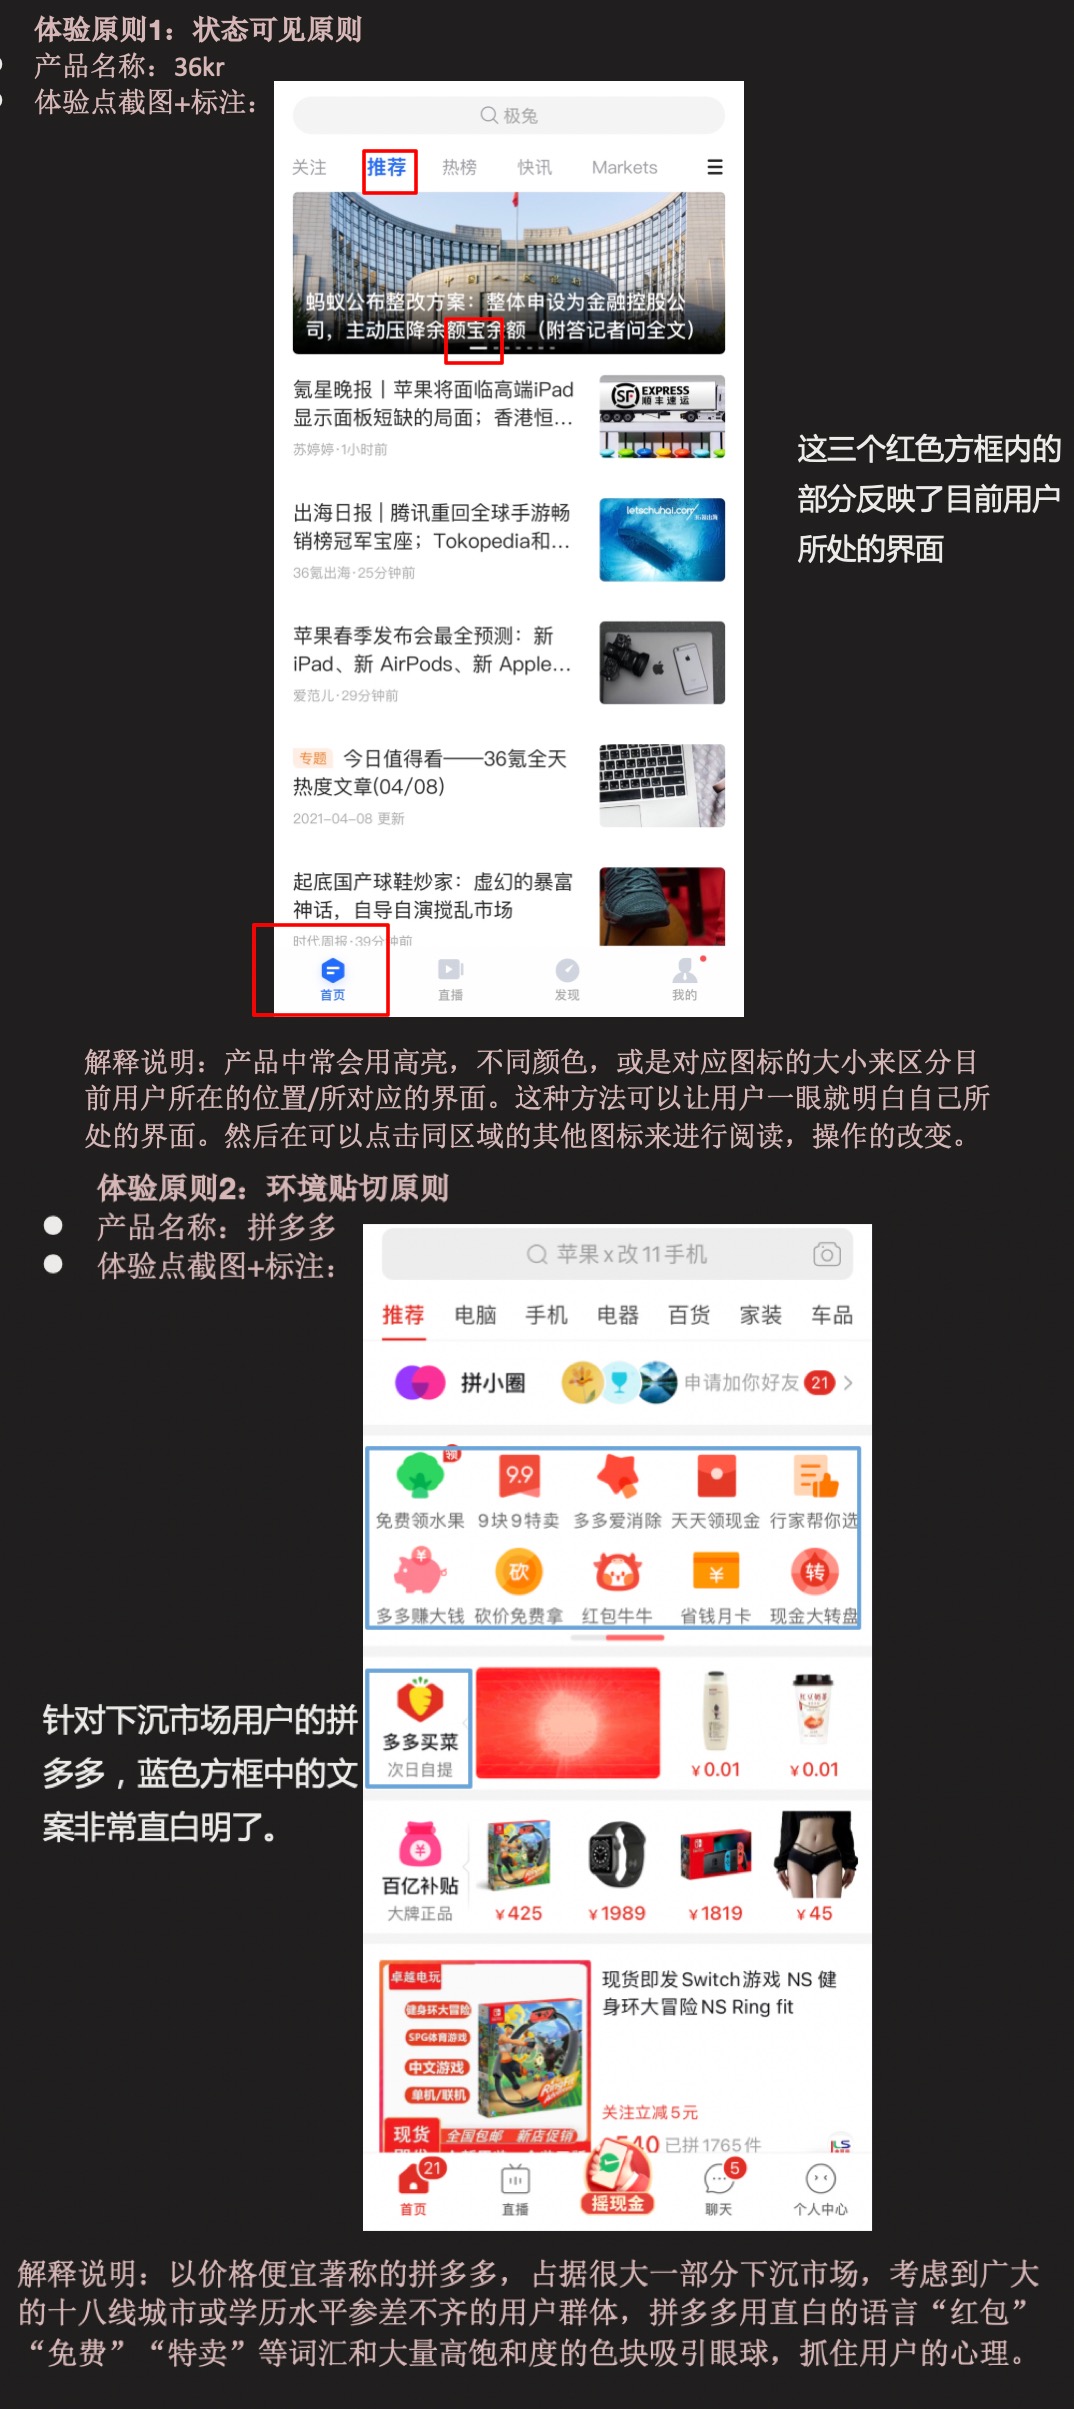 体验原则1：状态可见原则
产品名称：36kr
体验点截图+标注：
极兔
关注 推荐 热榜 快讯 Markets
蚂蚁公布整改方案：整体申设为金融控股公
司，主动压降余额宝余额（附答记者问全文）
氪星晚报丨苹果将面临高端iPad
显示面板短缺的局面；香港恒...
苏婷婷·1小时前
EXPRESS
顺丰速运
出海日报 | 腾讯重回全球手游畅
销榜冠军宝座；Tokopedia和...
36氪出海·25分钟前
letschuhai.com
苹果春季发布会最全预测：新
iPad、新 AirPods、新 Apple...
爱范儿·29分钟前
专题 今日值得看——36氪全天
热度文章(04/08)
2021-04-08 更新
起底国产球鞋炒家：虚幻的暴富
神话，自导自演搅乱市场
时代周报·39分钟前
首页 直播 发现 我的
这三个红色方框内的
部分反映了目前用户
所处的界面
解释说明：产品中常会用高亮，不同颜色，或是对应图标的大小来区分目
前用户所在的位置/所对应的界面。这种方法可以让用户一眼就明白自己所
处的界面。然后在可以点击同区域的其他图标来进行阅读，操作的改变。
体验原则2：环境贴切原则
产品名称：拼多多
体验点截图+标注：
苹果x改11手机
推荐 电脑 手机 电器 百货 家装 车品
拼小圈 申请加你好友 21
领
9.9
免费领水果 9块9特卖 多多爱消除 天天领现金 行家帮你选
砍 转
多多赚大钱 砍价免费拿 红包牛牛 省钱月卡 现金大转盘
多多买菜
次日自提
¥0.01 ¥0.01
针对下沉市场用户的拼
多多，蓝色方框中的文
案非常直白明了。
百亿补贴
大牌正品 ¥425 ¥1989 ¥1819 ¥45
卓越电玩
健身环大冒险
SPG体育游戏
中文游戏
单机/联机
现货
全国包邮 新店促销
现货即发Switch游戏 NS 健
身环大冒险NS Ring fit
关注立减5元
540 已拼1765件
21 5
首页 直播 摇现金 聊天 个人中心
解释说明：以价格便宜著称的拼多多，占据很大一部分下沉市场，考虑到广大
的十八线城市或学历水平参差不齐的用户群体，拼多多用直白的语言“红包”
“免费”“特卖”等词汇和大量高饱和度的色块吸引眼球，抓住用户的心理。